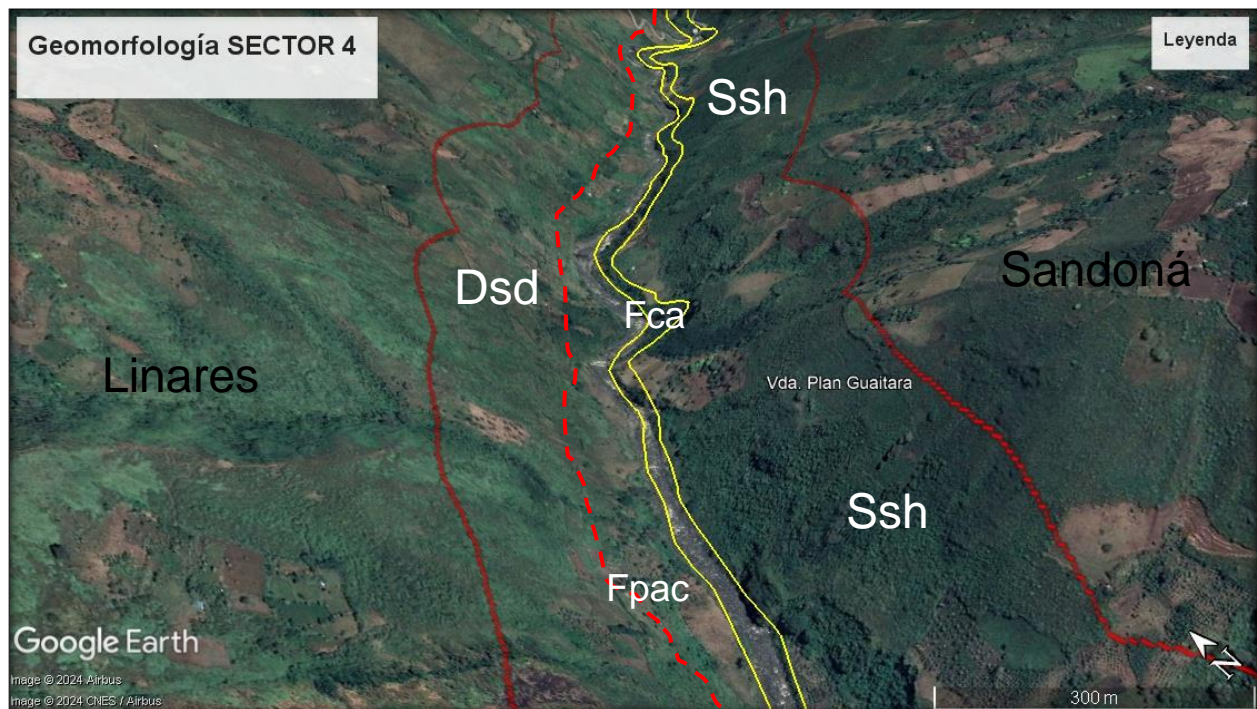 Geomorfología SECTOR 4
Leyenda
Ssh
Dsd
Sandoná
Fca
Linares
Vda. Plan Guaitara
Ssh
Fpac
Google Earth
N
Image © 2024 Airbus
Image © 2024 CNES / Airbus
300 m